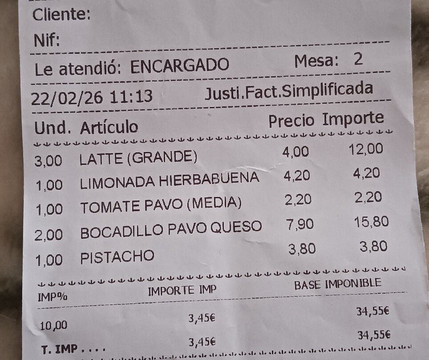 Cliente:
Nif:
Le atendió: ENCARGADO Mesa: 2
22/02/26 11:13 Justi.Fact.Simplificada
Und. Artículo Precio Importe
3,00 LATTE (GRANDE) 4,00 12,00
1,00 LIMONADA HIERBABUENA 4,20 4,20
1,00 TOMATE PAVO (MEDIA) 2,20 2,20
2,00 BOCADILLO PAVO QUESO 7,90 15,80
1,00 PISTACHO 3,80 3,80
IMP% IMPORTE IMP BASE IMPONIBLE
10,00 3,45€ 34,55€
T. IMP .... 3,45€ 34,55€